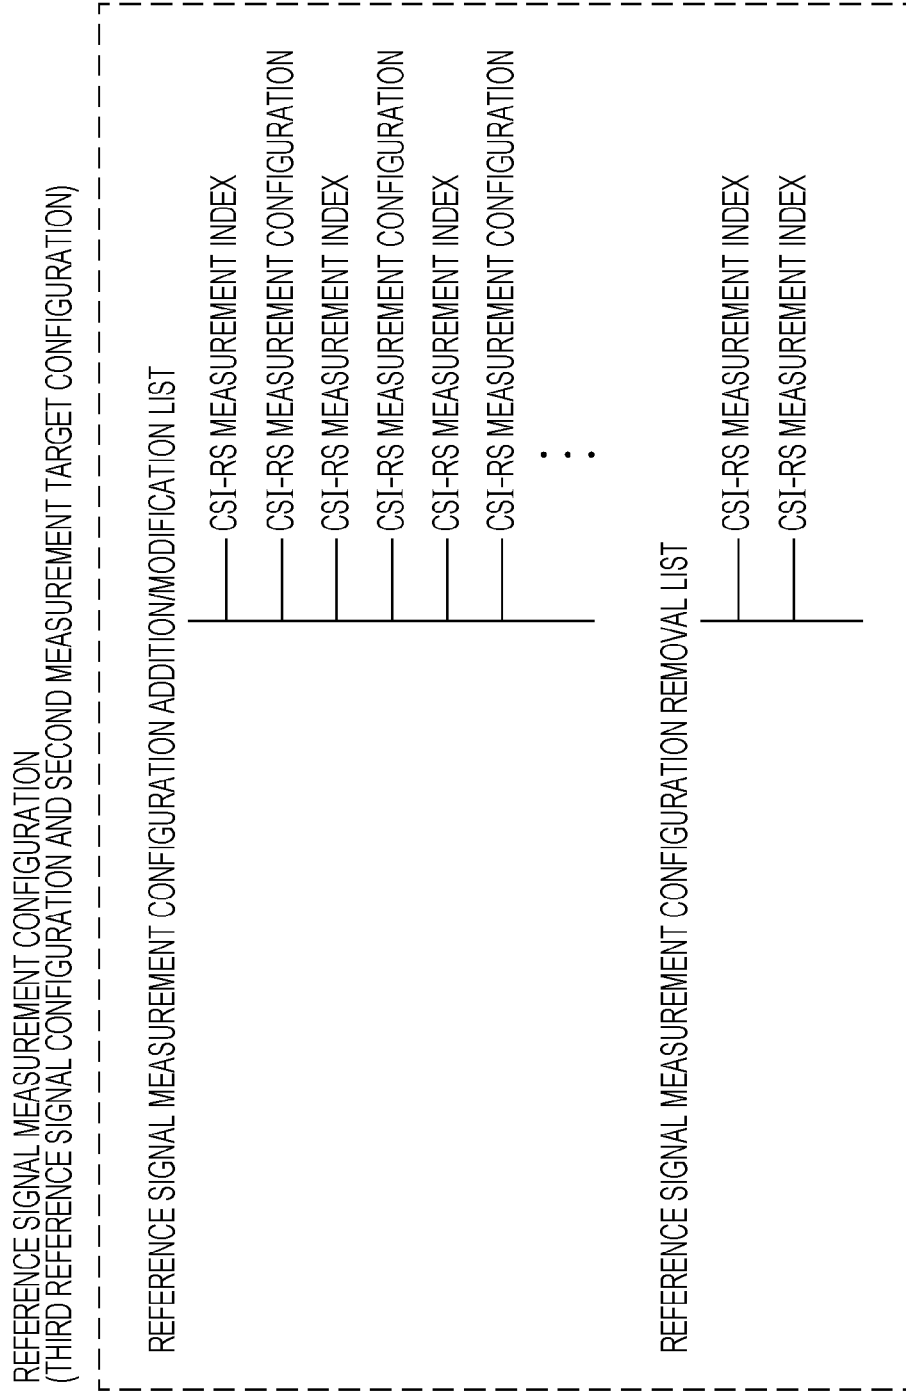 REFERENCE SIGNAL MEASUREMENT CONFIGURATION
(THIRD REFERENCE SIGNAL CONFIGURATION AND SECOND MEASUREMENT TARGET CONFIGURATION)
REFERENCE SIGNAL MEASUREMENT CONFIGURATION ADDITION/MODIFICATION LIST
CSI-RS MEASUREMENT INDEX
CSI-RS MEASUREMENT CONFIGURATION
CSI-RS MEASUREMENT INDEX
CSI-RS MEASUREMENT CONFIGURATION
CSI-RS MEASUREMENT INDEX
CSI-RS MEASUREMENT CONFIGURATION
...
REFERENCE SIGNAL MEASUREMENT CONFIGURATION REMOVAL LIST
CSI-RS MEASUREMENT INDEX
CSI-RS MEASUREMENT INDEX